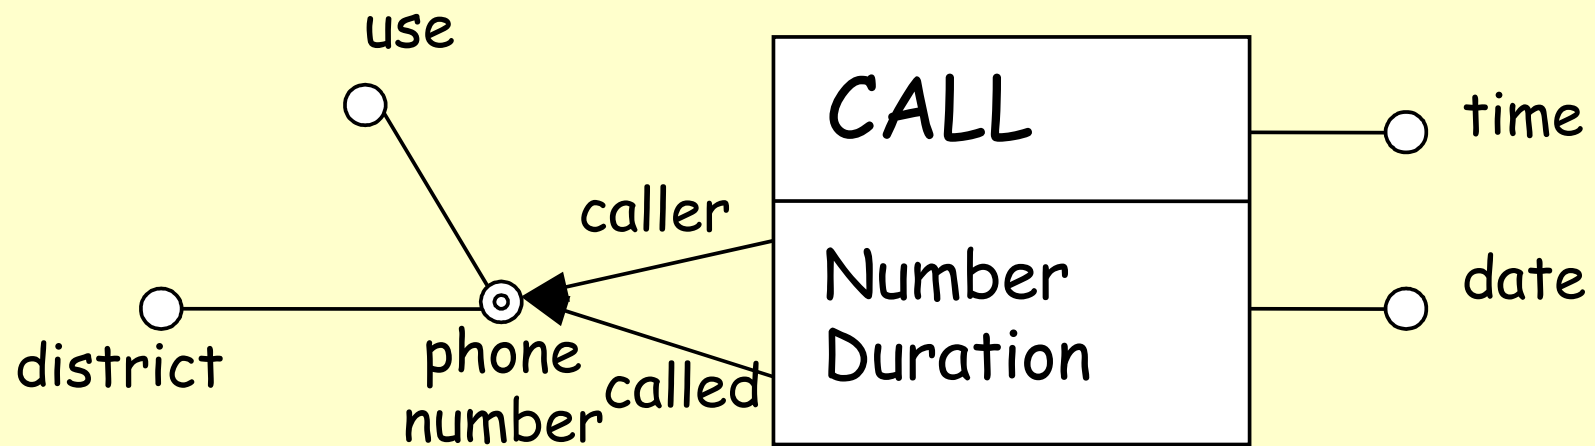 use
CALL
time
caller
Number
date
district
phone
number
called
Duration